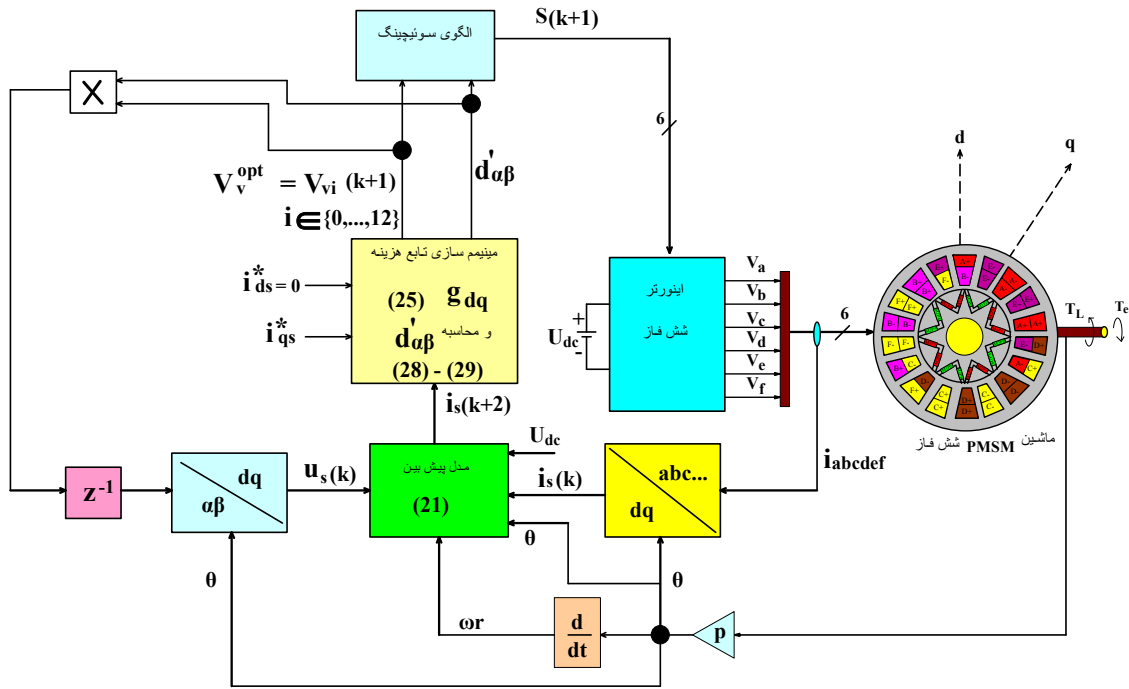 الگوی سوئیچینگ
S(k+1)
X
6
d'αβ
V_v^opt = V_vi (k+1)
i ∈ {0,...,12}
d
q
مینیمم سازی تابع هزینه
(25) g_dq
و محاسبه d'αβ
(28) - (29)
i*_ds = 0
i*_qs
اینورتر
شش فاز
+
U_dc
-
V_a
V_b
V_c
V_d
V_e
V_f
6
T_L
T_e
A+
B-
A-
A-
A+ A+
D+
A-
C+
C-
C-
D+
D+
C+
C+
D-
F+
C-
B+
F- F-
B- B-
F+
F+
B+
B+
F-
ماشین PMSM شش فاز
i_s(k+2)
i_abcdef
U_dc
مدل پیش بین
(21)
i_s(k)
abc...
dq
z⁻¹
dq
αβ
u_s(k)
θ
θ
θ
ωr
d
dt
p